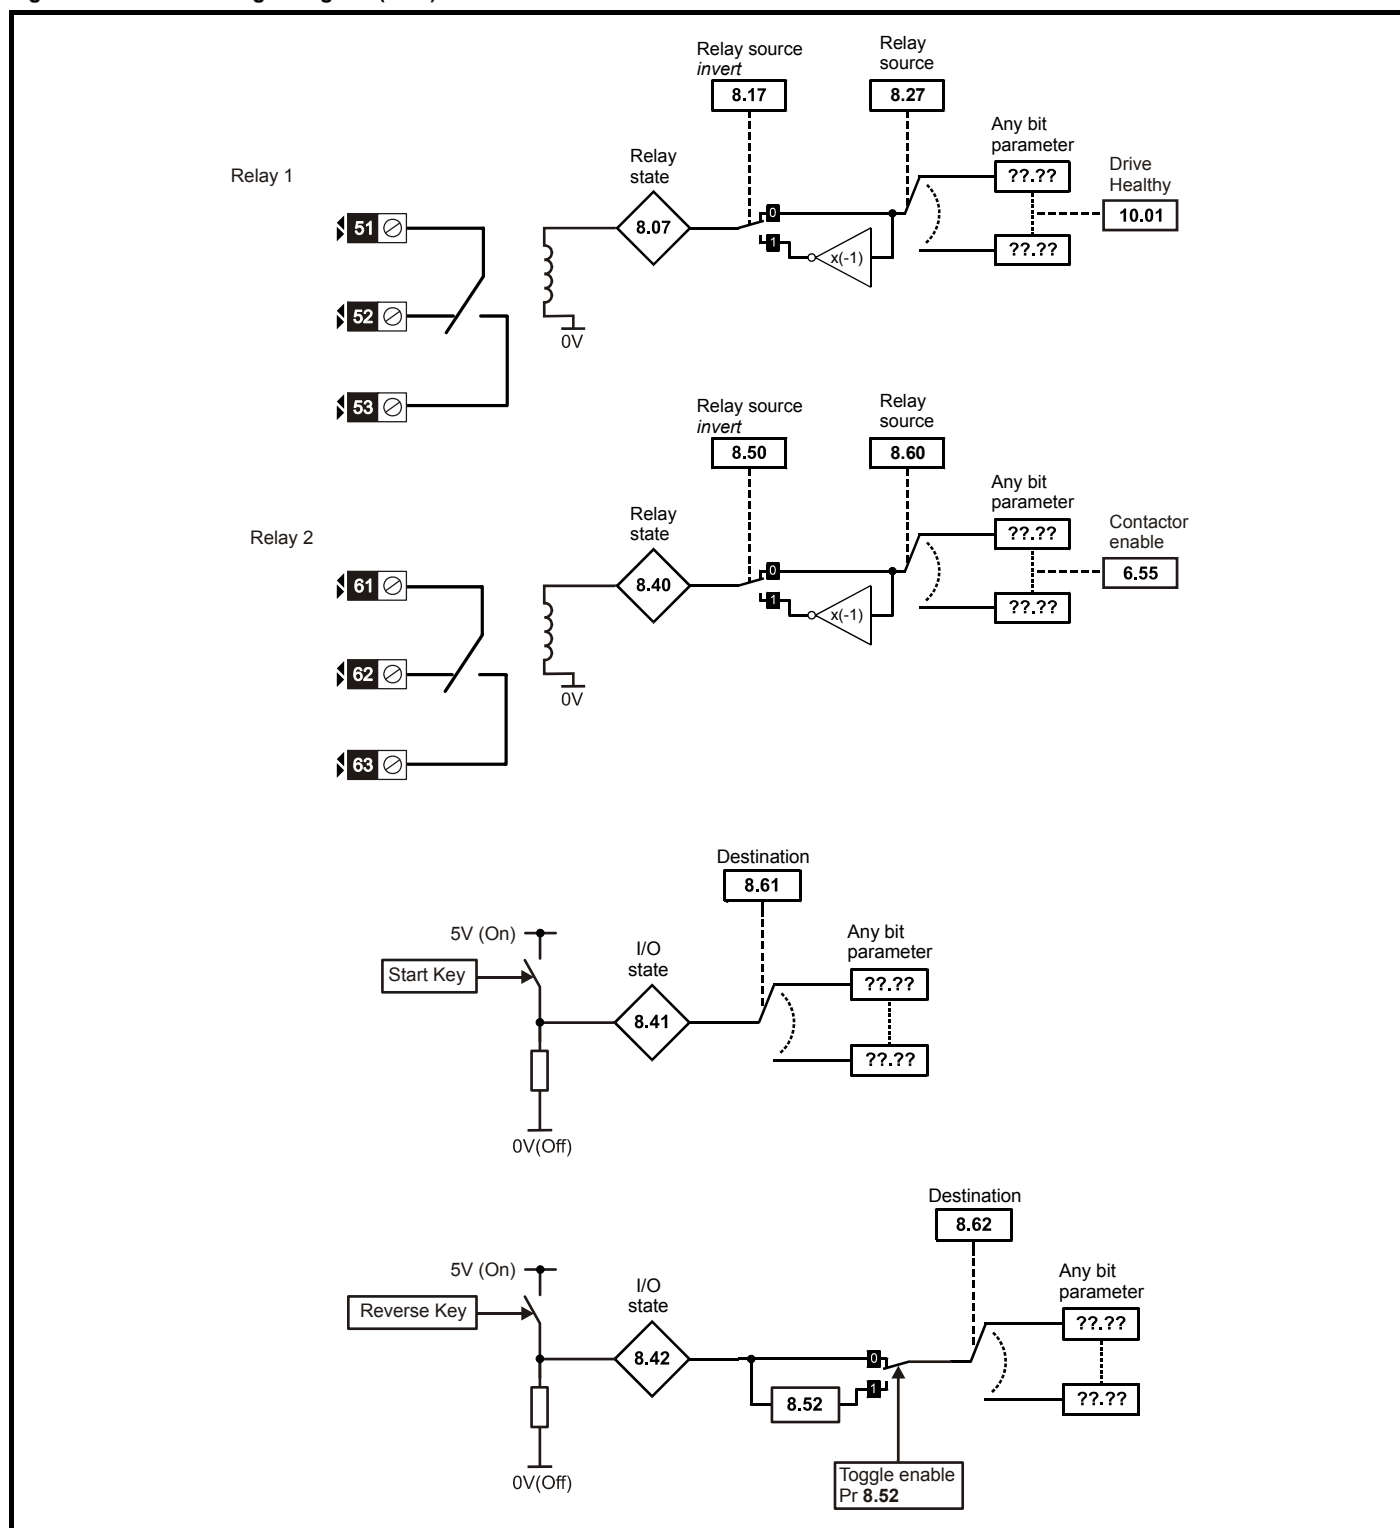 Relay source
invert
8.17
Relay
source
8.27
Any bit
parameter
??.??
??.??
Drive
Healthy
10.01
Relay 1
Relay
state
8.07
0
1
x(-1)
51
52
53
0V
Relay source
invert
8.50
Relay
source
8.60
Any bit
parameter
??.??
??.??
Contactor
enable
6.55
Relay 2
Relay
state
8.40
0
1
x(-1)
61
62
63
0V
Destination
8.61
5V (On)
Start Key
I/O
state
8.41
Any bit
parameter
??.??
??.??
0V(Off)
Destination
8.62
5V (On)
Reverse Key
I/O
state
8.42
0
1
8.52
Any bit
parameter
??.??
??.??
0V(Off)
Toggle enable
Pr 8.52